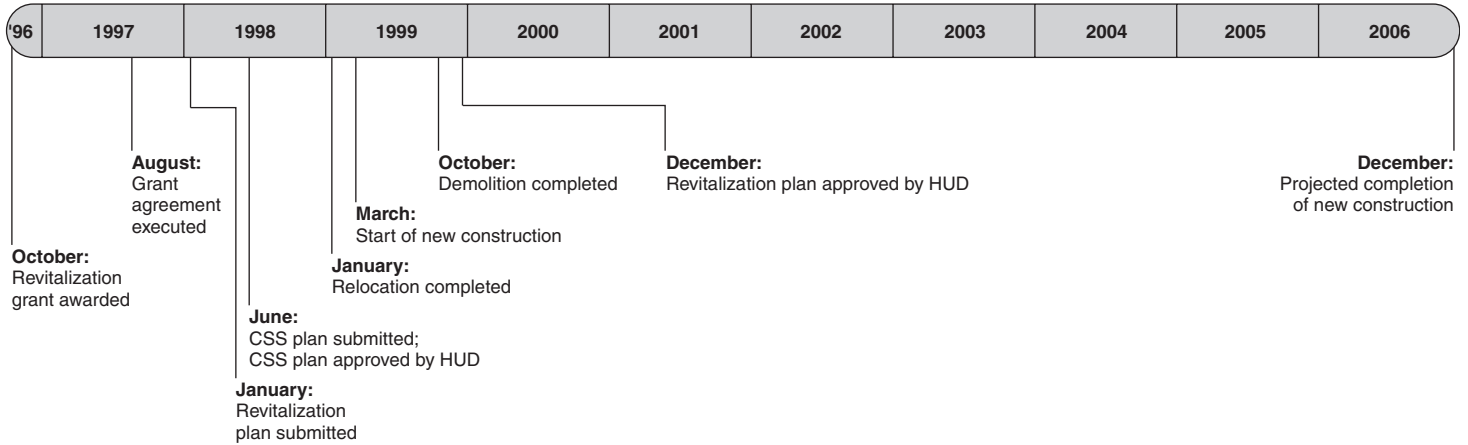 '96 1997 1998 1999 2000 2001 2002 2003 2004 2005 2006
October:
Revitalization
grant awarded
August:
Grant
agreement
executed
January:
Revitalization
plan submitted
June:
CSS plan submitted;
CSS plan approved by HUD
January:
Relocation completed
March:
Start of new construction
October:
Demolition completed
December:
Revitalization plan approved by HUD
December:
Projected completion
of new construction